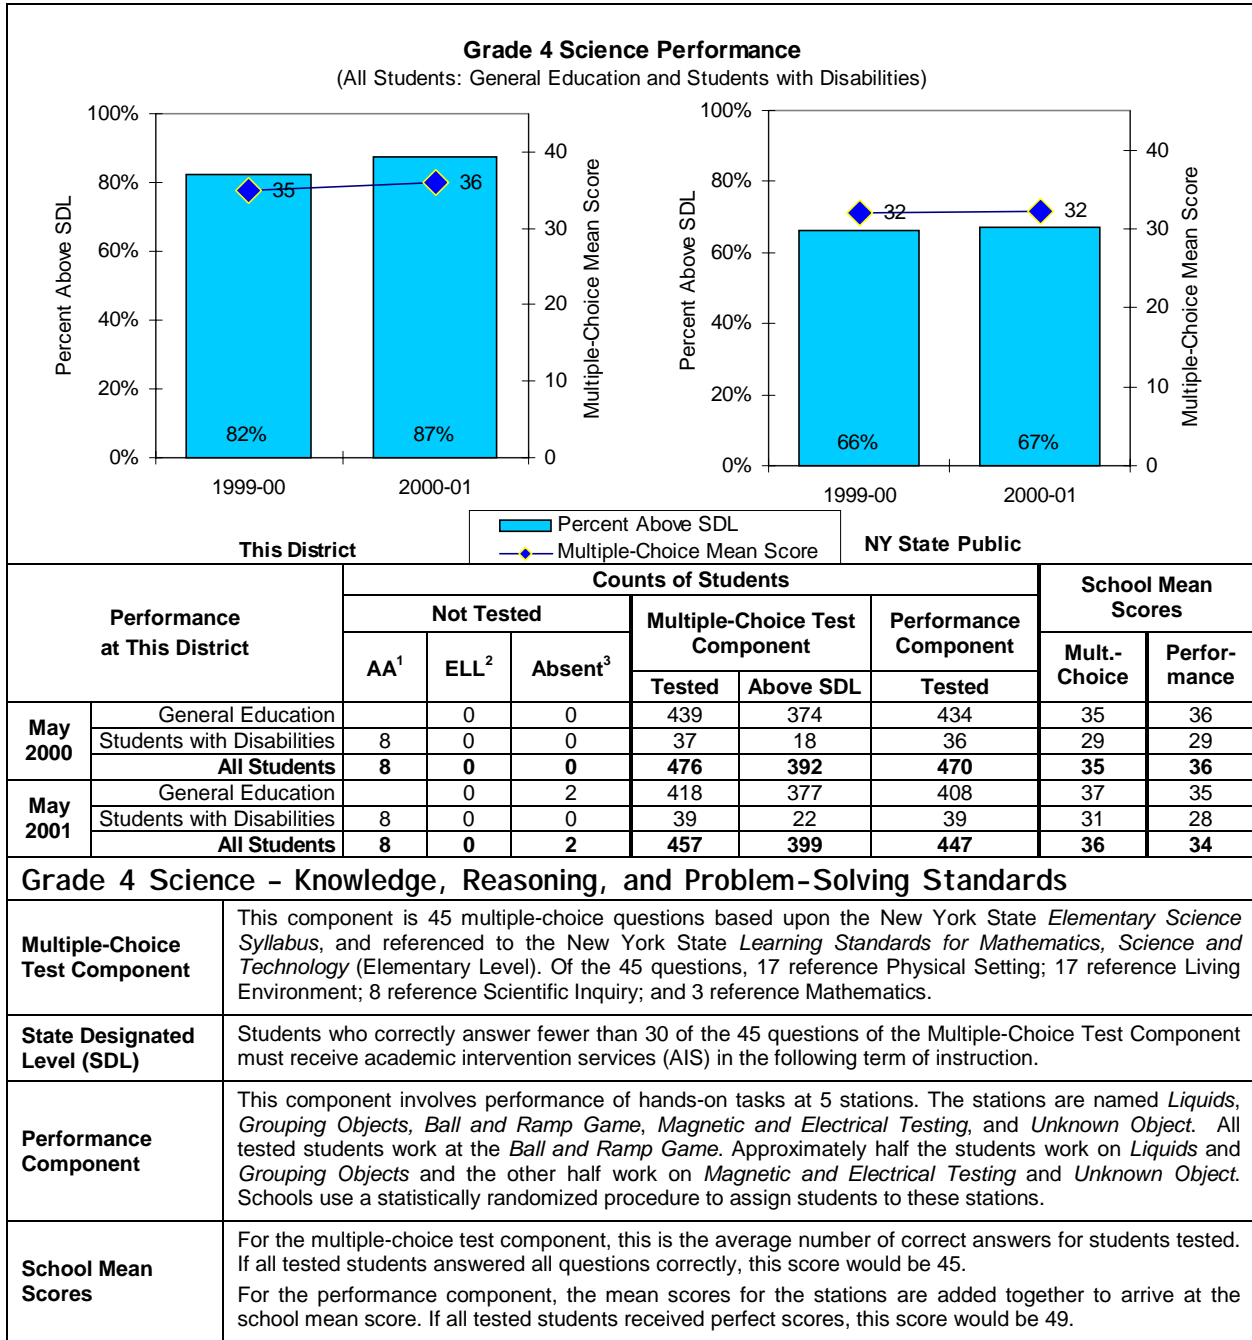 Grade 4 Science Performance
(All Students: General Education and Students with Disabilities)
100%
80%
60%
40%
20%
0%
Percent Above SDL
35
36
82%
87%
1999-00
2000-01
40
30
20
10
0
Multiple-Choice Mean Score
This District
100%
80%
60%
40%
20%
0%
Percent Above SDL
32
32
66%
67%
1999-00
2000-01
40
30
20
10
0
Multiple-Choice Mean Score
NY State Public
Percent Above SDL
Multiple-Choice Mean Score
Performance
at This District
Counts of Students
School Mean
Scores
Not Tested
Multiple-Choice Test
Component
Performance
Component
AA¹ ELL² Absent³
Tested Above SDL Tested
Mult.-
Choice
Perfor-
mance
May
2000
General Education 0 0 439 374 434 35 36
Students with Disabilities 8 0 0 37 18 36 29 29
All Students 8 0 0 476 392 470 35 36
May
2001
General Education 0 2 418 377 408 37 35
Students with Disabilities 8 0 0 39 22 39 31 28
All Students 8 0 2 457 399 447 36 34
Grade 4 Science – Knowledge, Reasoning, and Problem-Solving Standards
Multiple-Choice
Test Component
This component is 45 multiple-choice questions based upon the New York State Elementary Science
Syllabus, and referenced to the New York State Learning Standards for Mathematics, Science and
Technology (Elementary Level). Of the 45 questions, 17 reference Physical Setting; 17 reference Living
Environment; 8 reference Scientific Inquiry; and 3 reference Mathematics.
State Designated
Level (SDL)
Students who correctly answer fewer than 30 of the 45 questions of the Multiple-Choice Test Component
must receive academic intervention services (AIS) in the following term of instruction.
Performance
Component
This component involves performance of hands-on tasks at 5 stations. The stations are named Liquids,
Grouping Objects, Ball and Ramp Game, Magnetic and Electrical Testing, and Unknown Object. All
tested students work at the Ball and Ramp Game. Approximately half the students work on Liquids and
Grouping Objects and the other half work on Magnetic and Electrical Testing and Unknown Object.
Schools use a statistically randomized procedure to assign students to these stations.
School Mean
Scores
For the multiple-choice test component, this is the average number of correct answers for students tested.
If all tested students answered all questions correctly, this score would be 45.
For the performance component, the mean scores for the stations are added together to arrive at the
school mean score. If all tested students received perfect scores, this score would be 49.